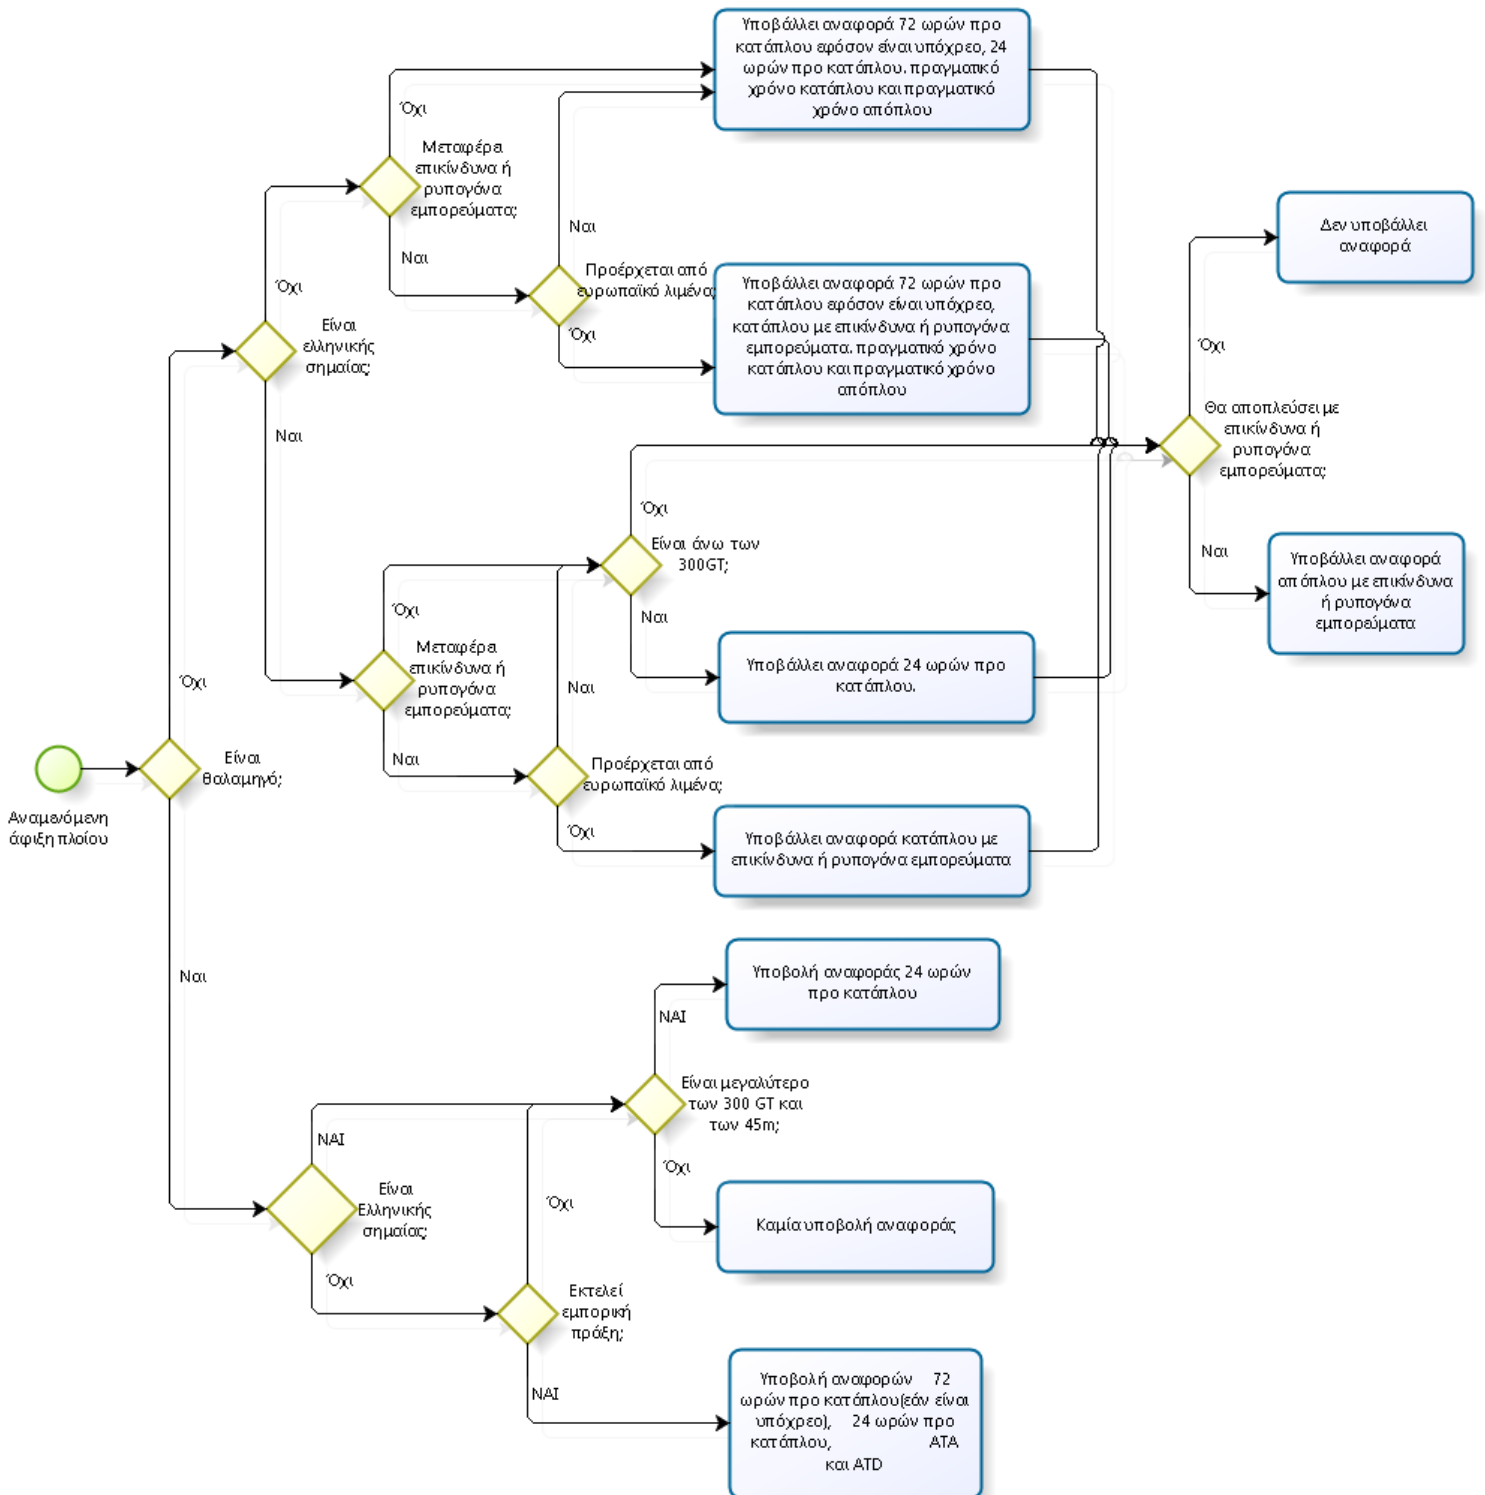 Υποβάλλει αναφορά 72 ωρών προ
κατάπλου εφόσον είναι υπόχρεο, 24
ωρών προ κατάπλου. πραγματικό
χρόνο κατάπλου και πραγματικό
χρόνο απόπλου
Όχι
Μεταφέρει
επικίνδυνα ή
ρυπογόνα
εμπορεύματα;
Ναι
Ναι
Προέρχεται από
ευρωπαϊκό λιμένα;
Όχι
Υποβάλλει αναφορά 72 ωρών προ
κατάπλου εφόσον είναι υπόχρεο,
κατάπλου με επικίνδυνα ή ρυπογόνα
εμπορεύματα. πραγματικό χρόνο
κατάπλου και πραγματικό χρόνο
απόπλου
Δεν υποβάλλει
αναφορά
Όχι
Θα αποπλεύσει με
επικίνδυνα ή
ρυπογόνα
εμπορεύματα;
Ναι
Υποβάλλει αναφορά
απόπλου με επικίνδυνα
ή ρυπογόνα
εμπορεύματα
Όχι
Είναι
ελληνικής
σημαίας;
Ναι
Όχι
Είναι άνω των
300GT;
Ναι
Όχι
Μεταφέρει
επικίνδυνα ή
ρυπογόνα
εμπορεύματα;
Ναι
Ναι
Προέρχεται από
ευρωπαϊκό λιμένα;
Όχι
Υποβάλλει αναφορά 24 ωρών προ
κατάπλου.
Υποβάλλει αναφορά κατάπλου με
επικίνδυνα ή ρυπογόνα εμπορεύματα
Όχι
Είναι
θαλαμηγό;
Αναμενόμενη
άφιξη πλοίου
Ναι
Υποβολή αναφοράς 24 ωρών
προ κατάπλου
ΝΑΙ
Είναι μεγαλύτερο
των 300 GT και
των 45m;
Όχι
Καμία υποβολή αναφοράς
ΝΑΙ
Είναι
Ελληνικής
σημαίας;
Όχι
Όχι
Εκτελεί
εμπορική
πράξη;
ΝΑΙ
Υποβολή αναφορών 72
ωρών προ κατάπλου(εάν είναι
υπόχρεο), 24 ωρών προ
κατάπλου, ATA
και ATD